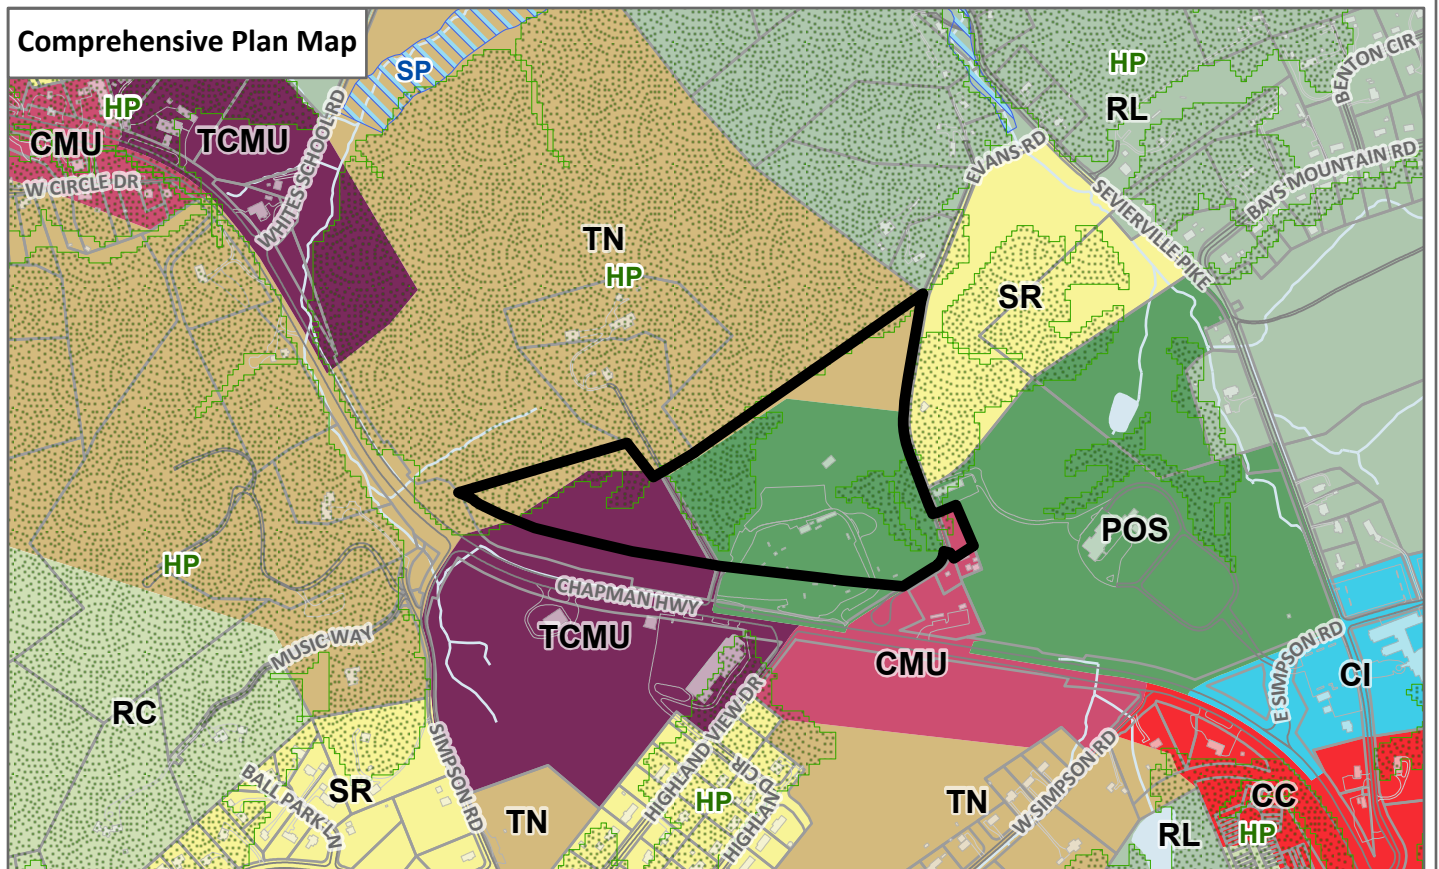 Comprehensive Plan Map
SP
HP
HP
BENTON CIR
RL
CMU
TCMU
WHITES SCHOOL RD
EVANS RD
W CIRCLE DR
SEVIERVILLE PIKE
BAYS MOUNTAIN RD
TN
HP
SR
POS
HP
CHAPMAN HWY
TCMU
MUSIC WAY
CMU
E SIMPSON RD
CI
RC
SIMPSON RD
HIGHLAND VIEW DR
BALL PARK LN
SR
HP
HIGHLAND CIR
TN
TN
W SIMPSON RD
CC
RL
HP